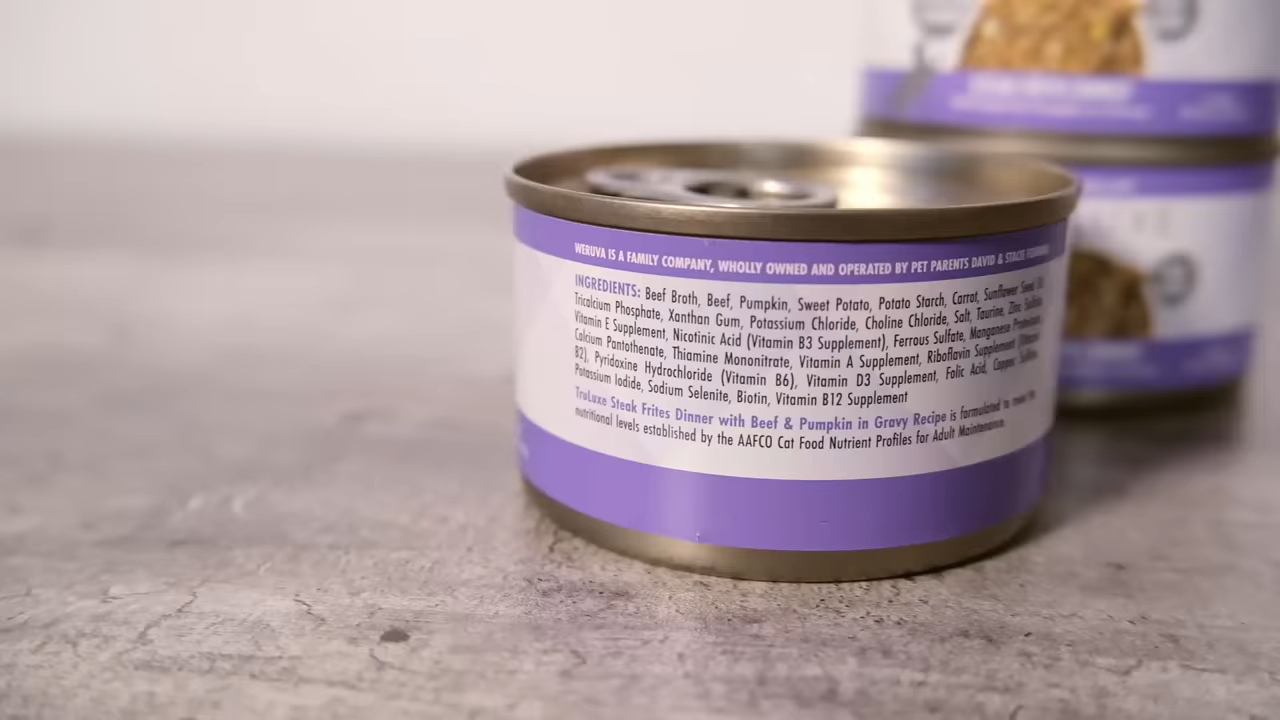 WERUVA IS A FAMILY COMPANY, WHOLLY OWNED AND OPERATED BY PET PARENTS DAVID & STACIE
INGREDIENTS: Beef Broth, Beef, Pumpkin, Sweet Potato, Potato Starch, Carrot, Sunflower Seed Oil,
Tricalcium Phosphate, Xanthan Gum, Potassium Chloride, Choline Chloride, Salt, Taurine, Zinc Sulfate,
Vitamin E Supplement, Nicotinic Acid (Vitamin B3 Supplement), Ferrous Sulfate, Manganese Proteinate,
Calcium Pantothenate, Thiamine Mononitrate, Vitamin A Supplement, Riboflavin Supplement (Vitamin
B2), Pyridoxine Hydrochloride (Vitamin B6), Vitamin D3 Supplement, Folic Acid, Copper Sulfate,
Potassium Iodide, Sodium Selenite, Biotin, Vitamin B12 Supplement
TruLuxe Steak Frites Dinner with Beef & Pumpkin in Gravy Recipe is formulated to meet the
nutritional levels established by the AAFCO Cat Food Nutrient Profiles for Adult Maintenance.